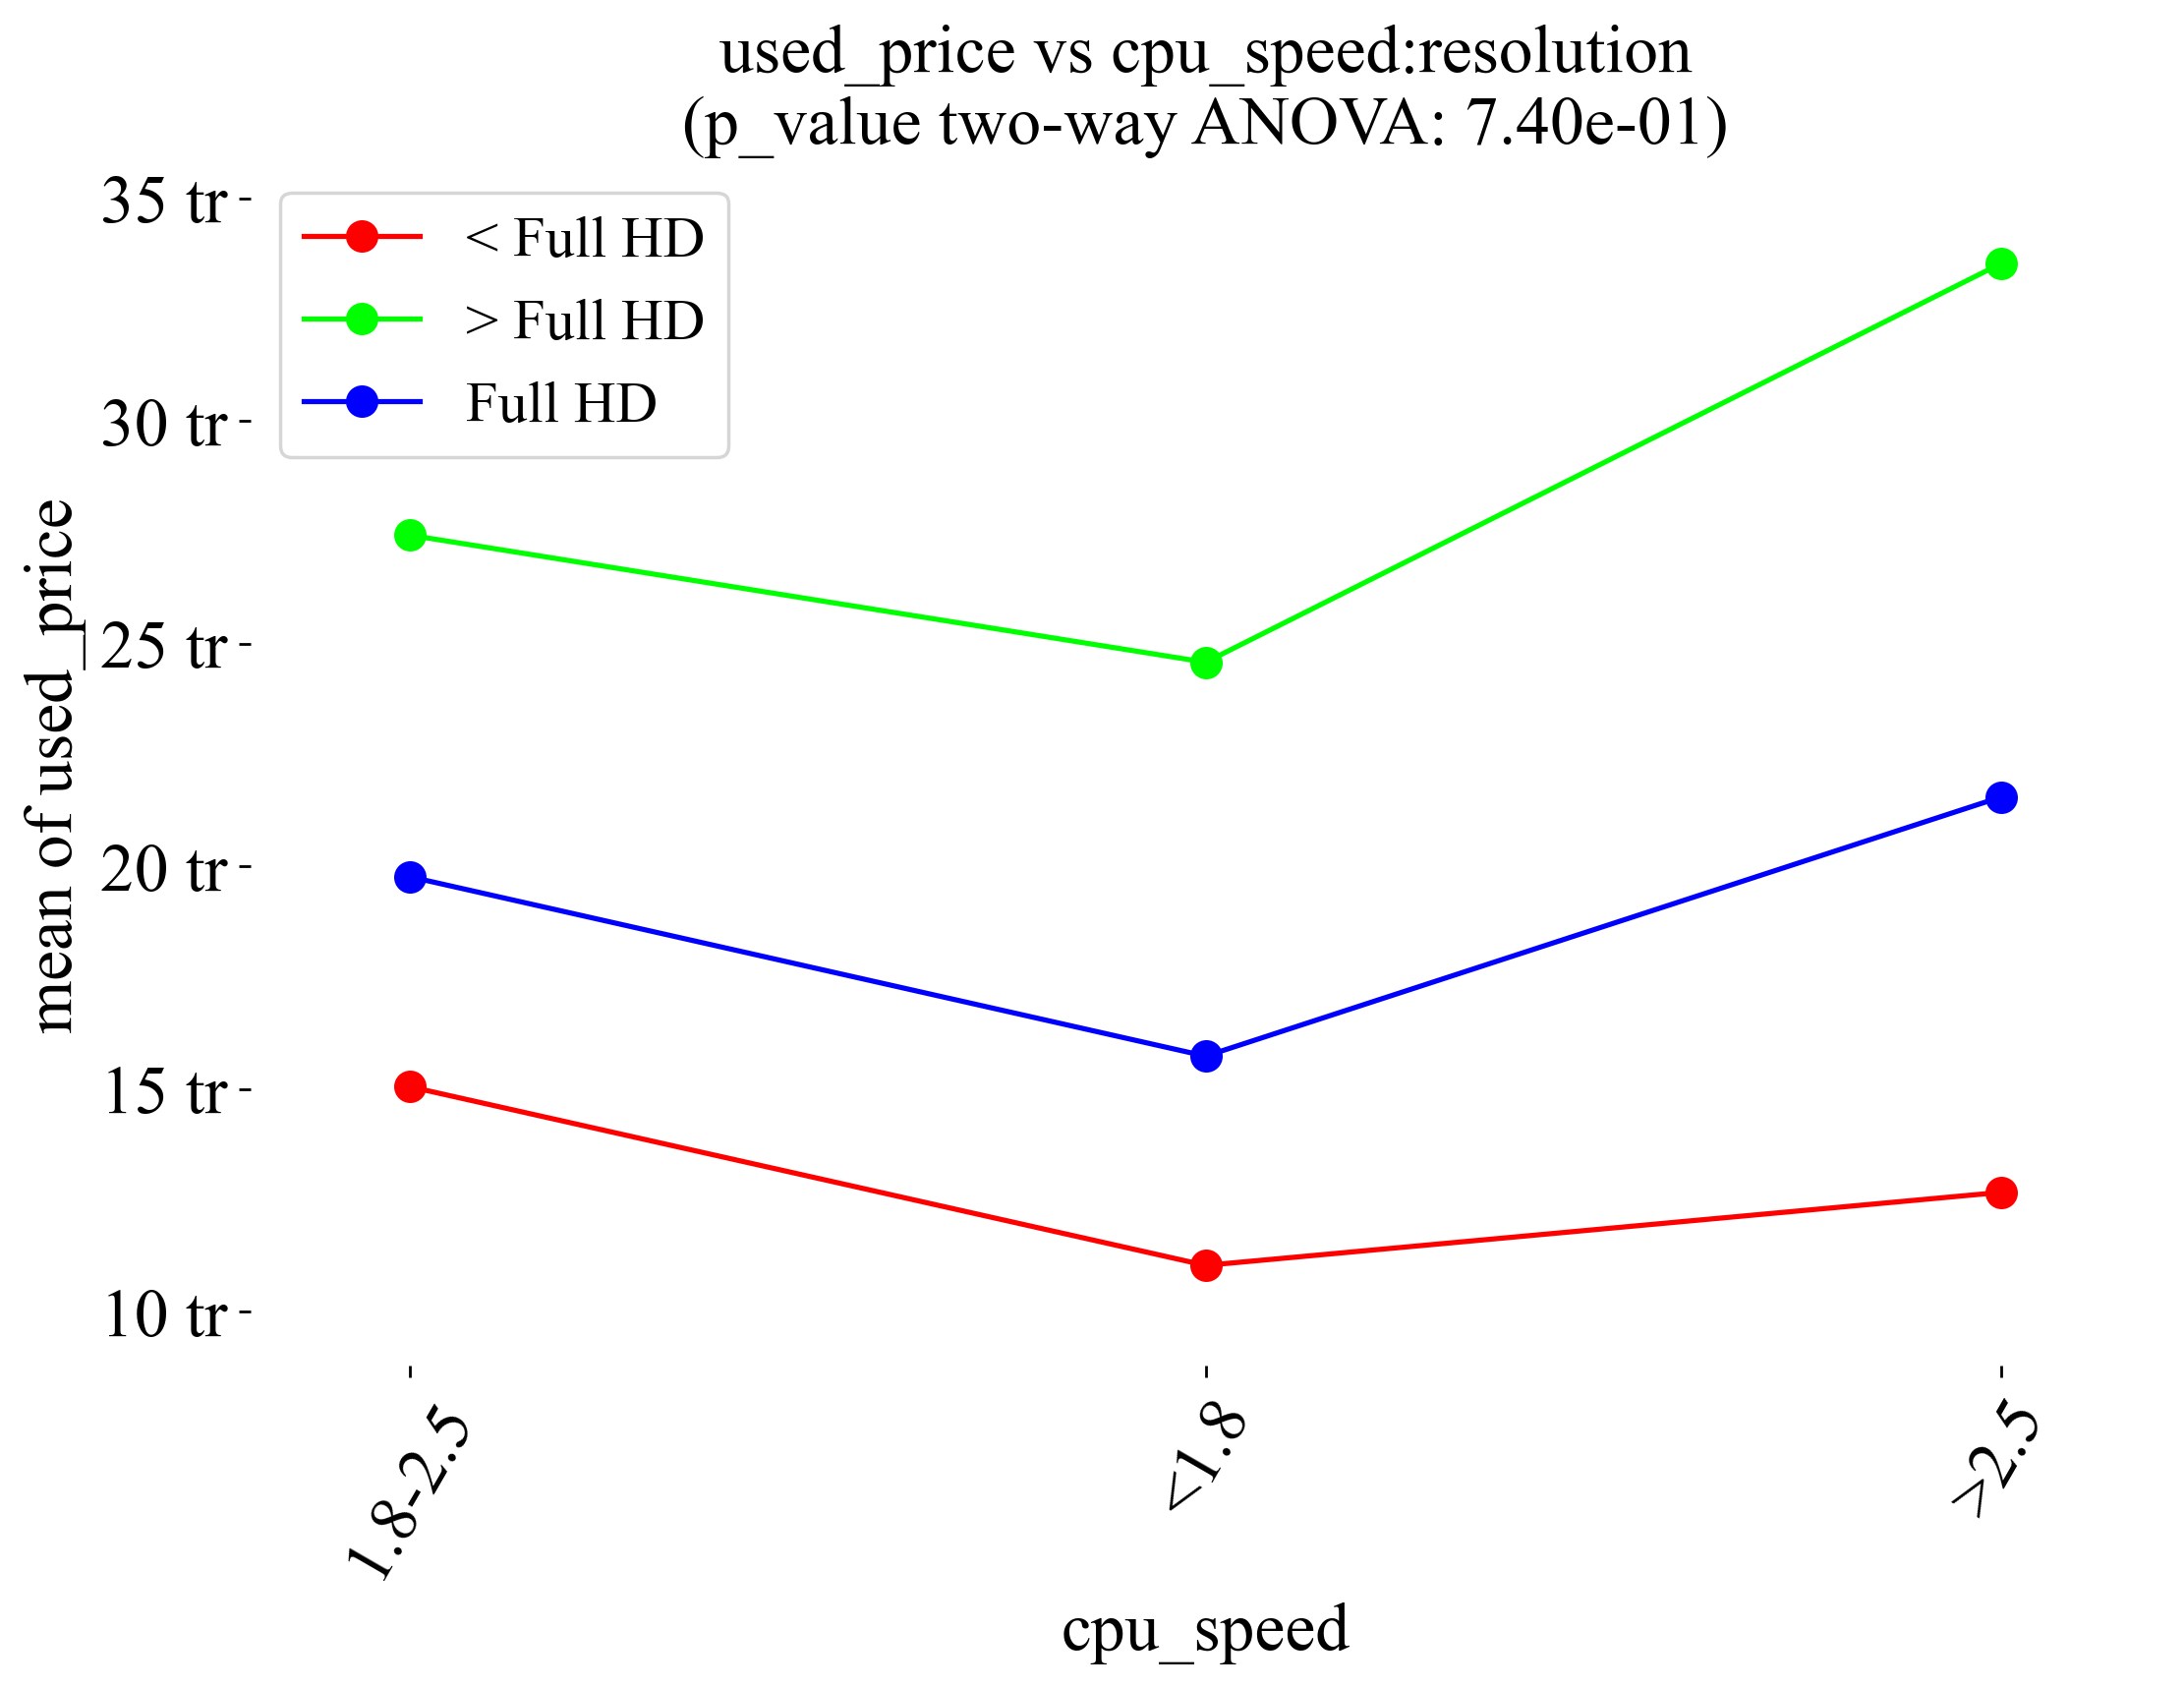 used_price vs cpu_speed:resolution
(p_value two-way ANOVA: 7.40e-01)
35 tr
30 tr
25 tr
20 tr
15 tr
10 tr
mean of used_price
< Full HD
> Full HD
Full HD
1.8-2.5
<1.8
>2.5
cpu_speed